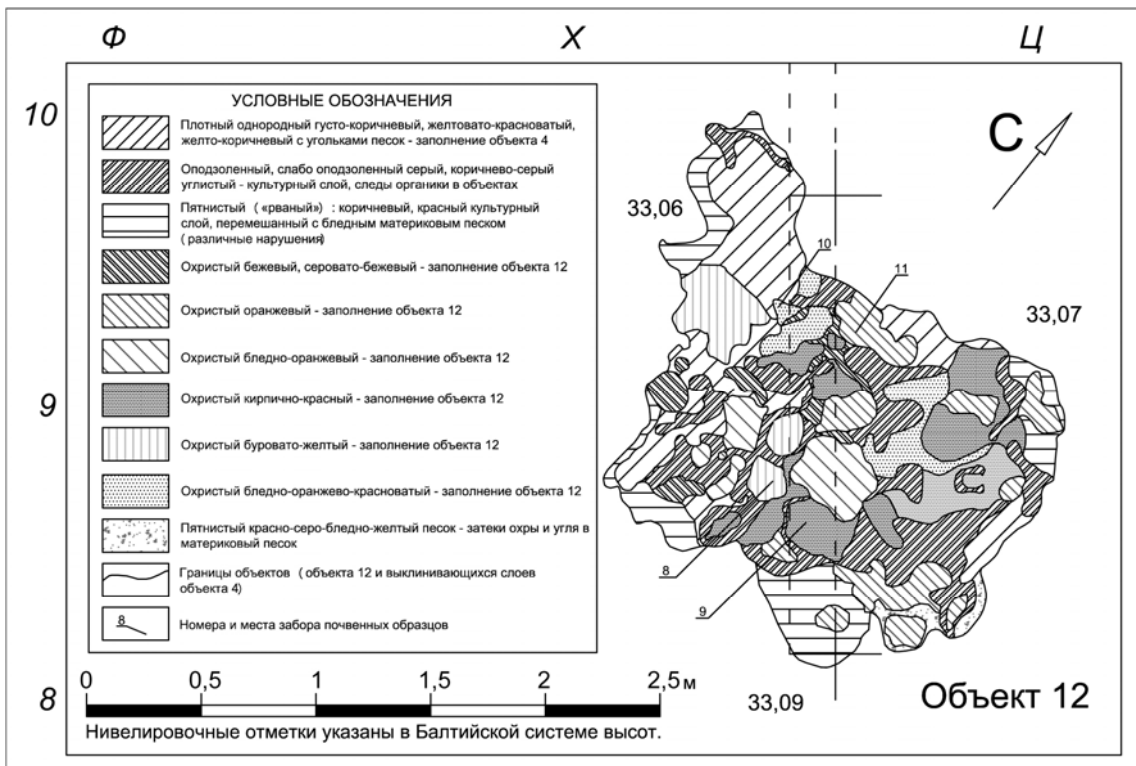 Ф Х Ц
10
УСЛОВНЫЕ ОБОЗНАЧЕНИЯ
Плотный однородный густо-коричневый, желтовато-красноватый,
желто-коричневый с угольками песок - заполнение объекта 4
Оподзоленный, слабо оподзоленный серый, коричнево-серый
углистый - культурный слой, следы органики в объектах
Пятнистый ( «рваный») : коричневый, красный культурный
слой, перемешанный с бледным материковым песком
( различные нарушения)
Охристый бежевый, серовато-бежевый - заполнение объекта 12
Охристый оранжевый - заполнение объекта 12
Охристый бледно-оранжевый - заполнение объекта 12
9
Охристый кирпично-красный - заполнение объекта 12
Охристый буровато-желтый - заполнение объекта 12
Охристый бледно-оранжево-красноватый - заполнение объекта 12
Пятнистый красно-серо-бледно-желтый песок - затеки охры и угля в
материковый песок
Границы объектов ( объекта 12 и выклинивающихся слоев
объекта 4)
8
Номера и места забора почвенных образцов
С
33,06
10
11
33,07
8
9
33,09
Объект 12
8
0 0,5 1 1,5 2 2,5 м
Нивелировочные отметки указаны в Балтийской системе высот.